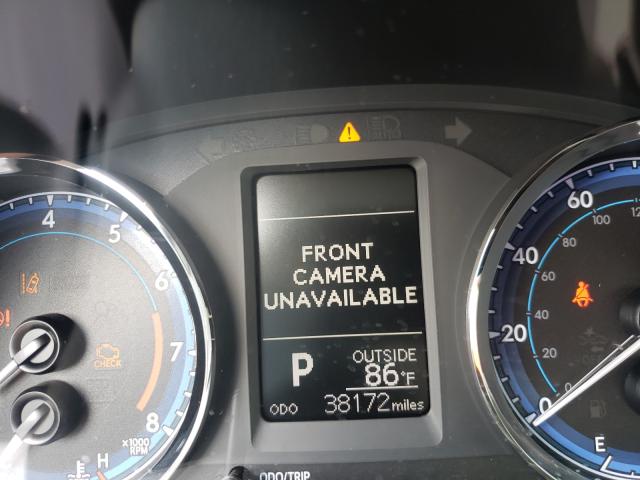 FRONT
CAMERA
UNAVAILABLE
P
OUTSIDE
86°F
ODO 38172 miles
4
5
6
7
8
x1000
RPM
CHECK
H
ODO/TRIP
60
100
40
80
60
20
40
20
0
0
E